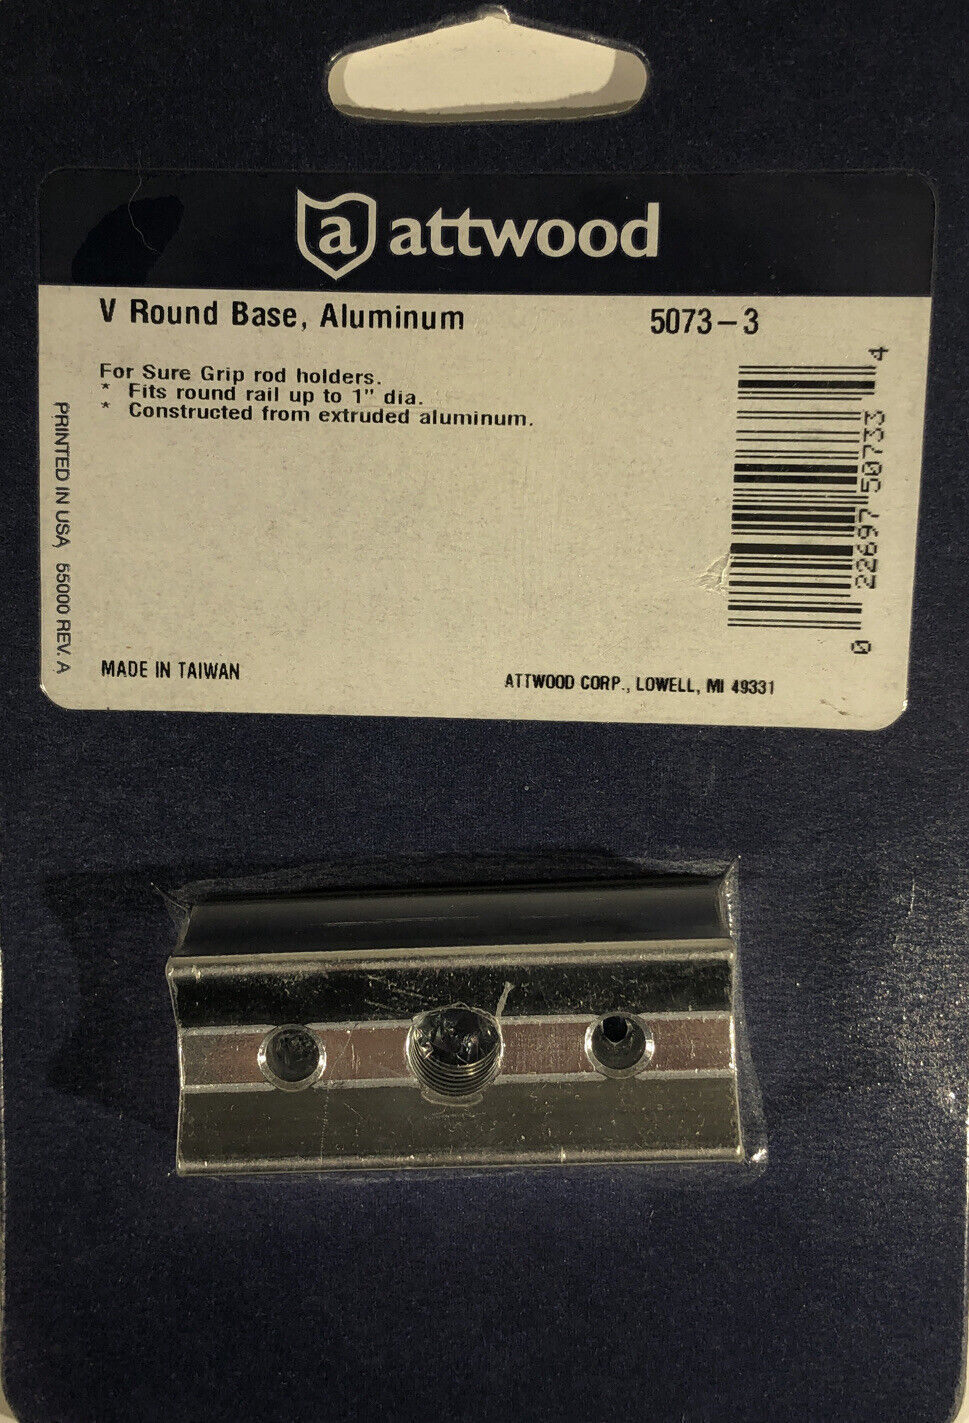 a attwood
V Round Base, Aluminum 5073-3
For Sure Grip rod holders.
* Fits round rail up to 1" dia.
* Constructed from extruded aluminum.
0 22697 50733 4
PRINTED IN USA 55000 REV. A
MADE IN TAIWAN
ATTWOOD CORP., LOWELL, MI 49331